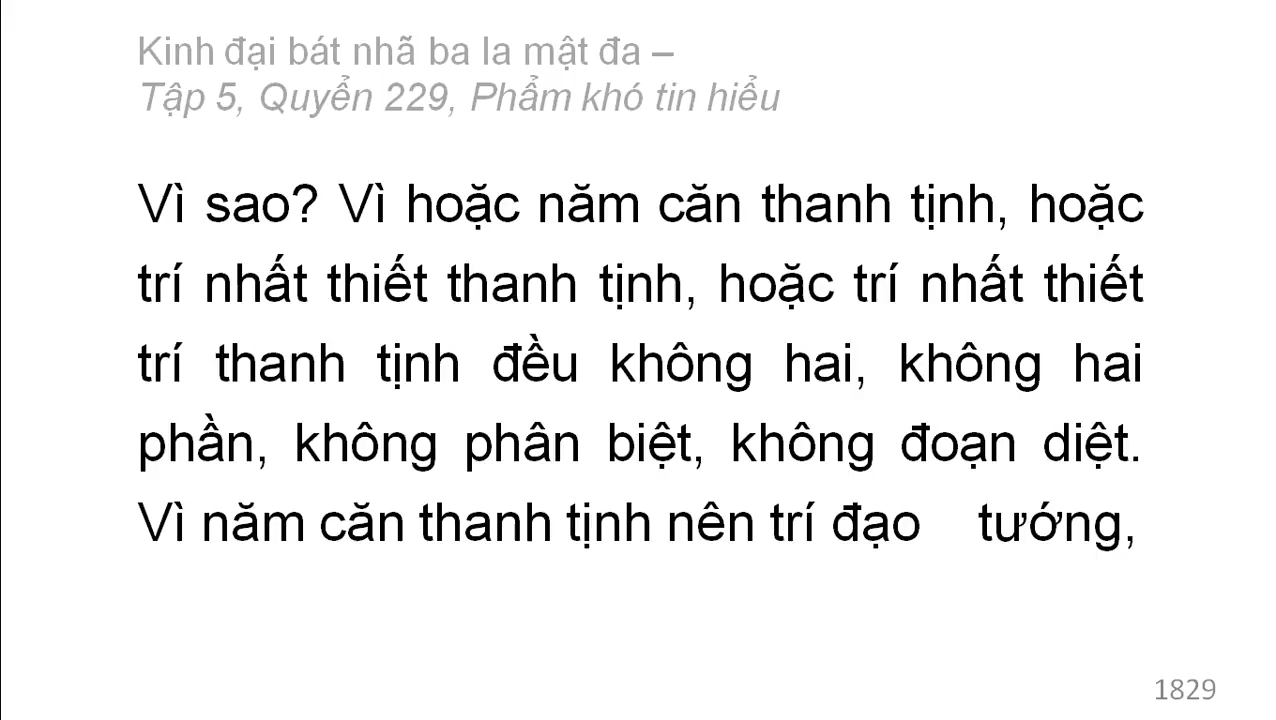 Kinh đại bát nhã ba la mật đa –
Tập 5, Quyển 229, Phẩm khó tin hiểu
Vì sao? Vì hoặc năm căn thanh tịnh, hoặc
trí nhất thiết thanh tịnh, hoặc trí nhất thiết
trí thanh tịnh đều không hai, không hai
phần, không phân biệt, không đoạn diệt.
Vì năm căn thanh tịnh nên trí đạo tướng,
1829